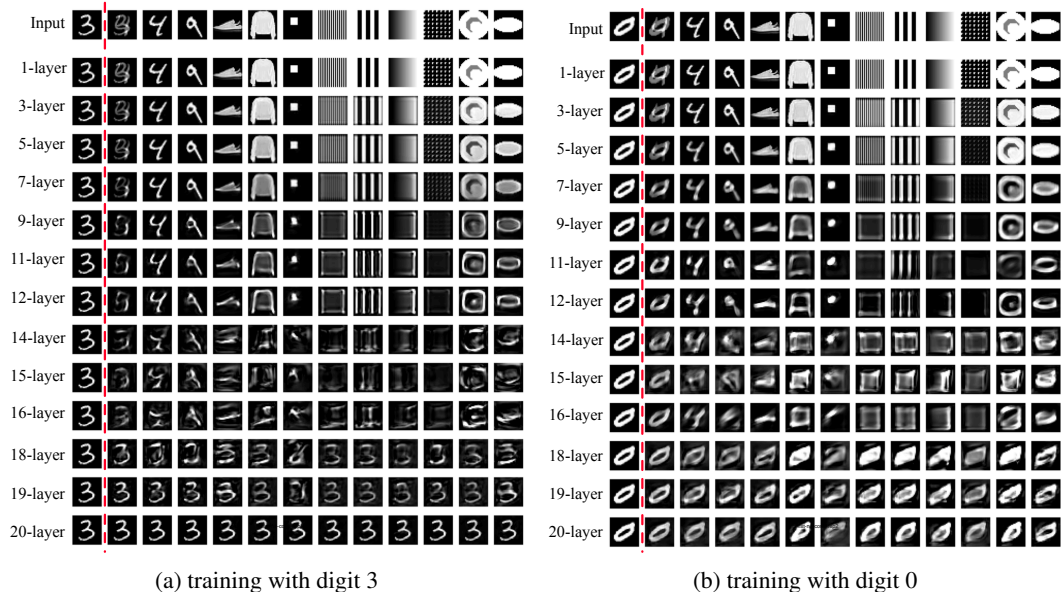 Input
1-layer
3-layer
5-layer
7-layer
9-layer
11-layer
12-layer
14-layer
15-layer
16-layer
18-layer
19-layer
20-layer
(a) training with digit 3
Input
1-layer
3-layer
5-layer
7-layer
9-layer
11-layer
12-layer
14-layer
15-layer
16-layer
18-layer
19-layer
20-layer
(b) training with digit 0